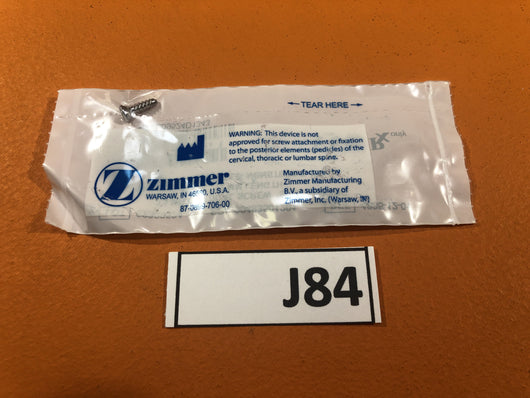 TEAR HERE
WARNING: This device is not
approved for screw attachment or fixation
to the posterior elements (pedicles) of the
cervical, thoracic or lumbar spine.
Rx only
Zimmer
WARSAW, IN 46580, U.S.A.
Manufactured by
Zimmer Manufacturing
B.V., a subsidiary of
Zimmer, Inc. (Warsaw, IN)
J84